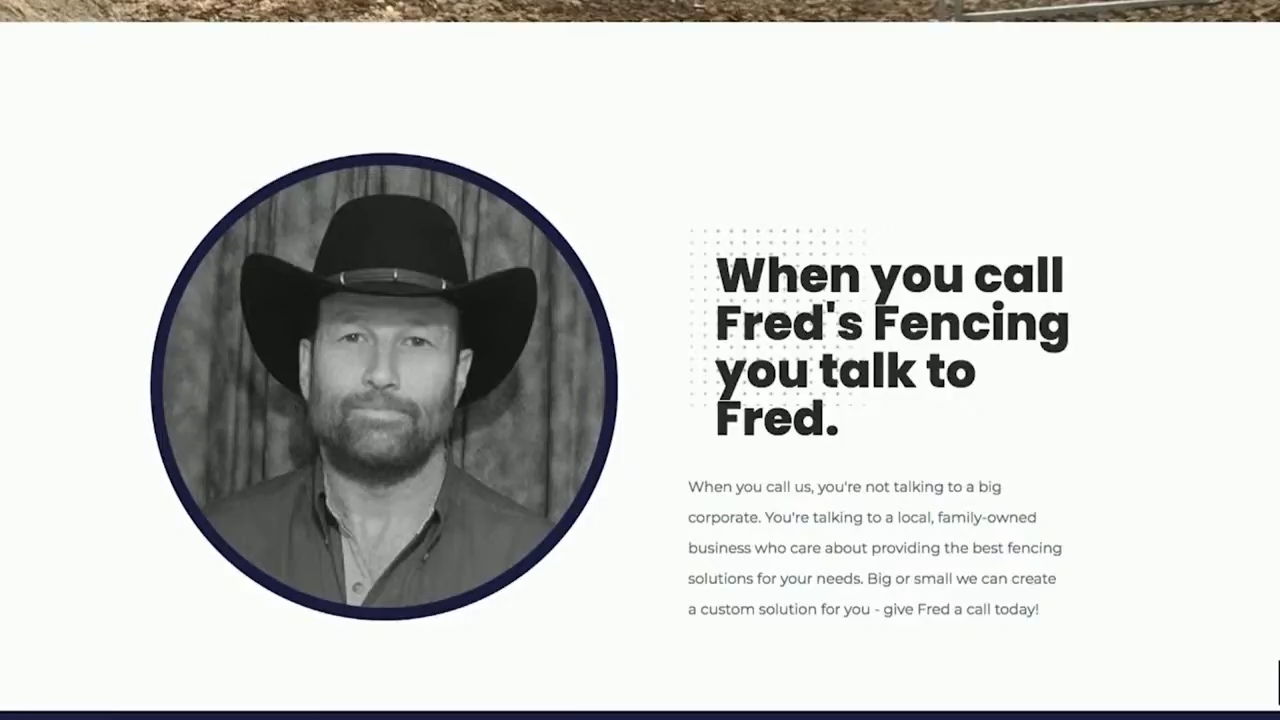 When you call
Fred's Fencing
you talk to
Fred.
When you call us, you're not talking to a big
corporate. You're talking to a local, family-owned
business who care about providing the best fencing
solutions for your needs. Big or small we can create
a custom solution for you - give Fred a call today!